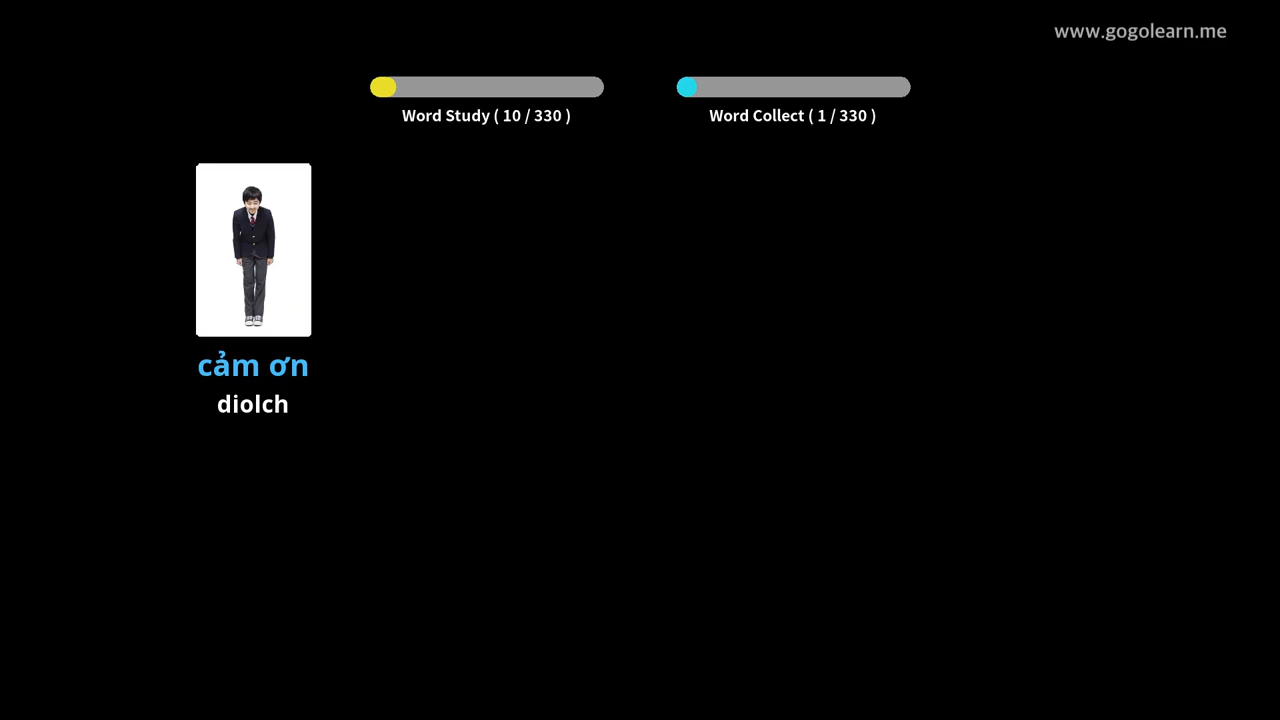 www.gogolearn.me
Word Study ( 10 / 330 )
Word Collect ( 1 / 330 )
cảm ơn
diolch